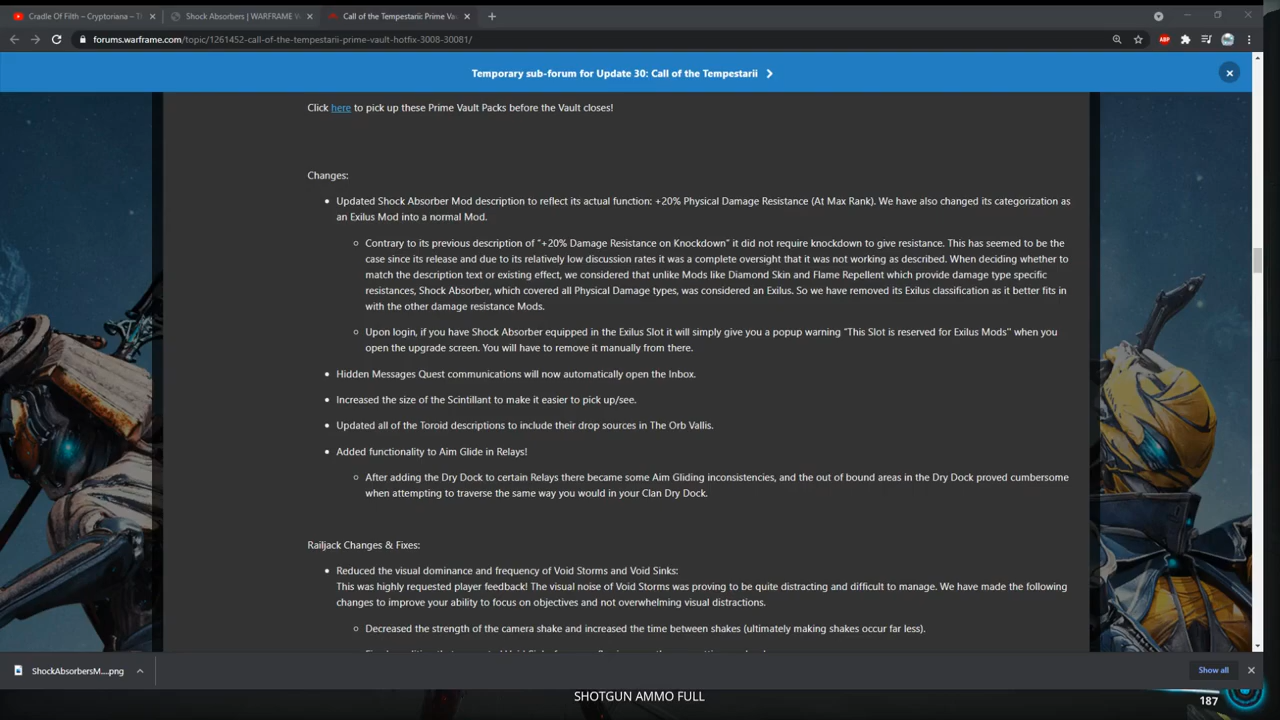 Cradle Of Filth – Cryptoriana – T
Shock Absorbers | WARFRAME W
Call of the Tempestarii: Prime Va
forums.warframe.com/topic/1261452-call-of-the-tempestarii-prime-vault-hotfix-3008-30081/
ABP
Temporary sub-forum for Update 30: Call of the Tempestarii
Click here to pick up these Prime Vault Packs before the Vault closes!
Changes:
Updated Shock Absorber Mod description to reflect its actual function: +20% Physical Damage Resistance (At Max Rank). We have also changed its categorization as
an Exilus Mod into a normal Mod.
Contrary to its previous description of “+20% Damage Resistance on Knockdown” it did not require knockdown to give resistance. This has seemed to be the
case since its release and due to its relatively low discussion rates it was a complete oversight that it was not working as described. When deciding whether to
match the description text or existing effect, we considered that unlike Mods like Diamond Skin and Flame Repellent which provide damage type specific
resistances, Shock Absorber, which covered all Physical Damage types, was considered an Exilus. So we have removed its Exilus classification as it better fits in
with the other damage resistance Mods.
Upon login, if you have Shock Absorber equipped in the Exilus Slot it will simply give you a popup warning “This Slot is reserved for Exilus Mods'' when you
open the upgrade screen. You will have to remove it manually from there.
Hidden Messages Quest communications will now automatically open the Inbox.
Increased the size of the Scintillant to make it easier to pick up/see.
Updated all of the Toroid descriptions to include their drop sources in The Orb Vallis.
Added functionality to Aim Glide in Relays!
After adding the Dry Dock to certain Relays there became some Aim Gliding inconsistencies, and the out of bound areas in the Dry Dock proved cumbersome
when attempting to traverse the same way you would in your Clan Dry Dock.
Railjack Changes & Fixes:
Reduced the visual dominance and frequency of Void Storms and Void Sinks:
This was highly requested player feedback! The visual noise of Void Storms was proving to be quite distracting and difficult to manage. We have made the following
changes to improve your ability to focus on objectives and not overwhelming visual distractions.
Decreased the strength of the camera shake and increased the time between shakes (ultimately making shakes occur far less).
ShockAbsorbersM....png
Show all
SHOTGUN AMMO FULL
187